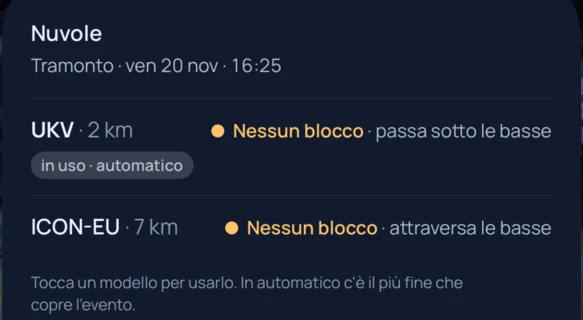 Nuvole
Tramonto · ven 20 nov · 16:25
UKV · 2 km
Nessun blocco · passa sotto le basse
in uso · automatico
ICON-EU · 7 km
Nessun blocco · attraversa le basse
Tocca un modello per usarlo. In automatico c'è il più fine che
copre l'evento.